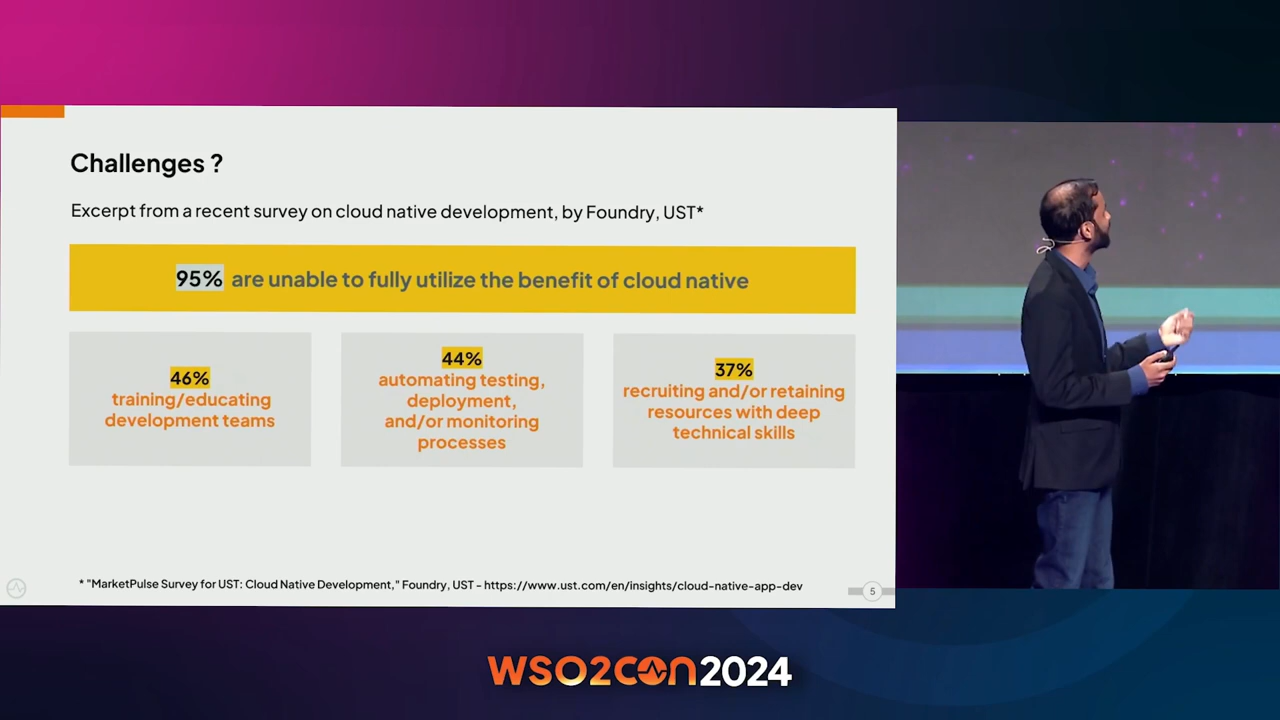 Challenges ?
Excerpt from a recent survey on cloud native development, by Foundry, UST*
95% are unable to fully utilize the benefit of cloud native
46%
training/educating
development teams
44%
automating testing,
deployment,
and/or monitoring
processes
37%
recruiting and/or retaining
resources with deep
technical skills
* "MarketPulse Survey for UST: Cloud Native Development," Foundry, UST - https://www.ust.com/en/insights/cloud-native-app-dev
5
WSO2CON2024